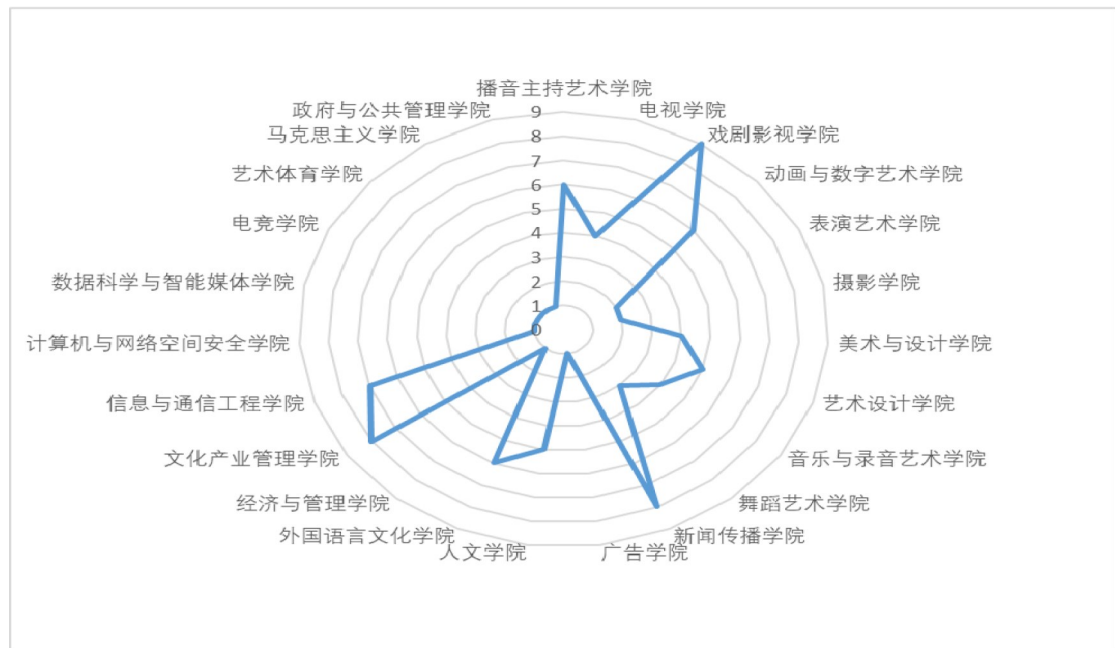 播音主持艺术学院
政府与公共管理学院
9
电视学院
马克思主义学院
8
戏剧影视学院
7
艺术体育学院
动画与数字艺术学院
6
5
电竞学院
表演艺术学院
4
3
数据科学与智能媒体学院
摄影学院
2
1
0
计算机与网络空间安全学院
美术与设计学院
信息与通信工程学院
艺术设计学院
文化产业管理学院
音乐与录音艺术学院
经济与管理学院
舞蹈艺术学院
外国语言文化学院
新闻传播学院
人文学院
广告学院